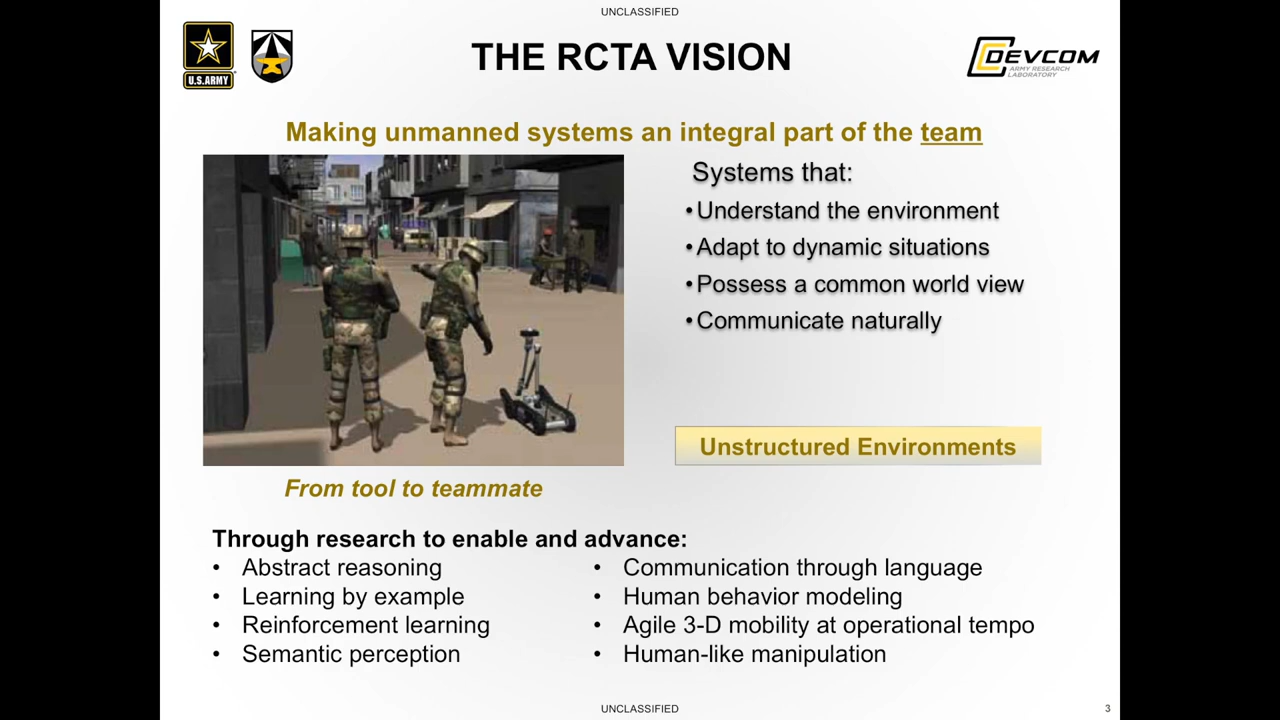 UNCLASSIFIED
U.S.ARMY
THE RCTA VISION
DEVCOM
ARMY RESEARCH
LABORATORY
Making unmanned systems an integral part of the team
Systems that:
•Understand the environment
•Adapt to dynamic situations
•Possess a common world view
•Communicate naturally
Unstructured Environments
From tool to teammate
Through research to enable and advance:
• Abstract reasoning
• Learning by example
• Reinforcement learning
• Semantic perception
• Communication through language
• Human behavior modeling
• Agile 3-D mobility at operational tempo
• Human-like manipulation
UNCLASSIFIED
3